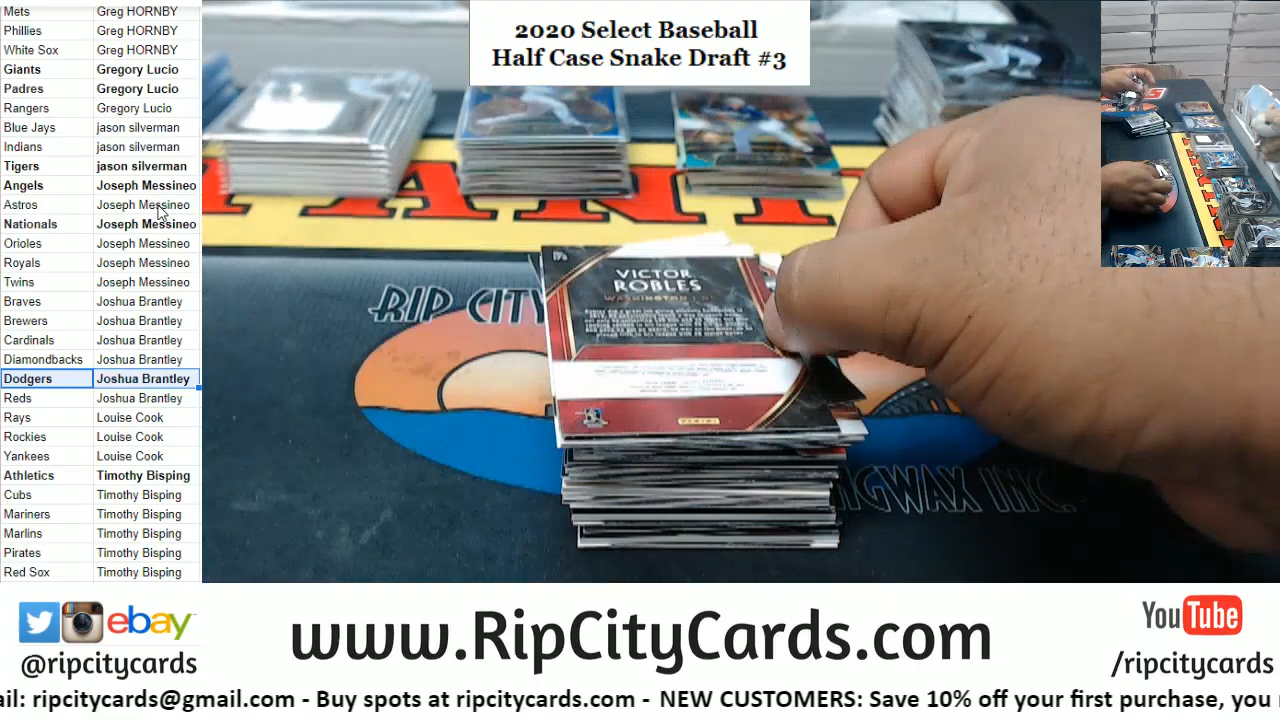 Mets Greg HORNBY
Phillies Greg HORNBY
White Sox Greg HORNBY
Giants Gregory Lucio
Padres Gregory Lucio
Rangers Gregory Lucio
Blue Jays jason silverman
Indians jason silverman
Tigers jason silverman
Angels Joseph Messineo
Astros Joseph Messineo
Nationals Joseph Messineo
Orioles Joseph Messineo
Royals Joseph Messineo
Twins Joseph Messineo
Braves Joshua Brantley
Brewers Joshua Brantley
Cardinals Joshua Brantley
Diamondbacks Joshua Brantley
Dodgers Joshua Brantley
Reds Joshua Brantley
Rays Louise Cook
Rockies Louise Cook
Yankees Louise Cook
Athletics Timothy Bisping
Cubs Timothy Bisping
Mariners Timothy Bisping
Marlins Timothy Bisping
Pirates Timothy Bisping
Red Sox Timothy Bisping
2020 Select Baseball
Half Case Snake Draft #3
RIP CITY
VICTOR
ROBLES
PANINI
INGWAX INC.
ebay
@ripcitycards
www.RipCityCards.com
YouTube
/ripcitycards
ail: ripcitycards@gmail.com - Buy spots at ripcitycards.com - NEW CUSTOMERS: Save 10% off your first purchase, you